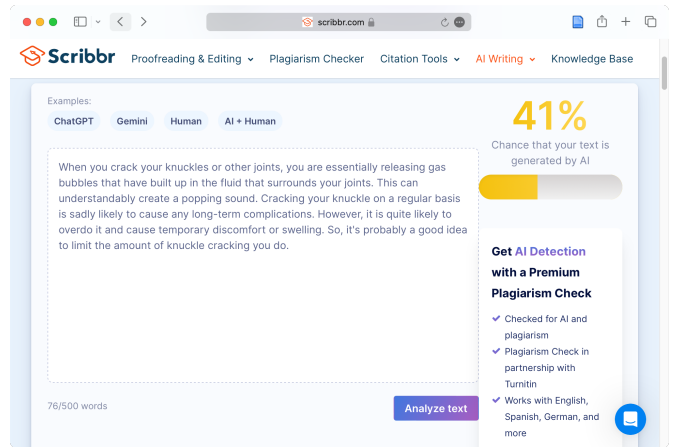 scribbr.com
Scribbr Proofreading & Editing Plagiarism Checker Citation Tools AI Writing Knowledge Base
Examples:
ChatGPT Gemini Human AI + Human
When you crack your knuckles or other joints, you are essentially releasing gas
bubbles that have built up in the fluid that surrounds your joints. This can
understandably create a popping sound. Cracking your knuckle on a regular basis
is sadly likely to cause any long-term complications. However, it is quite likely to
overdo it and cause temporary discomfort or swelling. So, it's probably a good idea
to limit the amount of knuckle cracking you do.
76/500 words
Analyze text
41%
Chance that your text is
generated by AI
Get AI Detection
with a Premium
Plagiarism Check
Checked for AI and
plagiarism
Plagiarism Check in
partnership with
Turnitin
Works with English,
Spanish, German, and
more